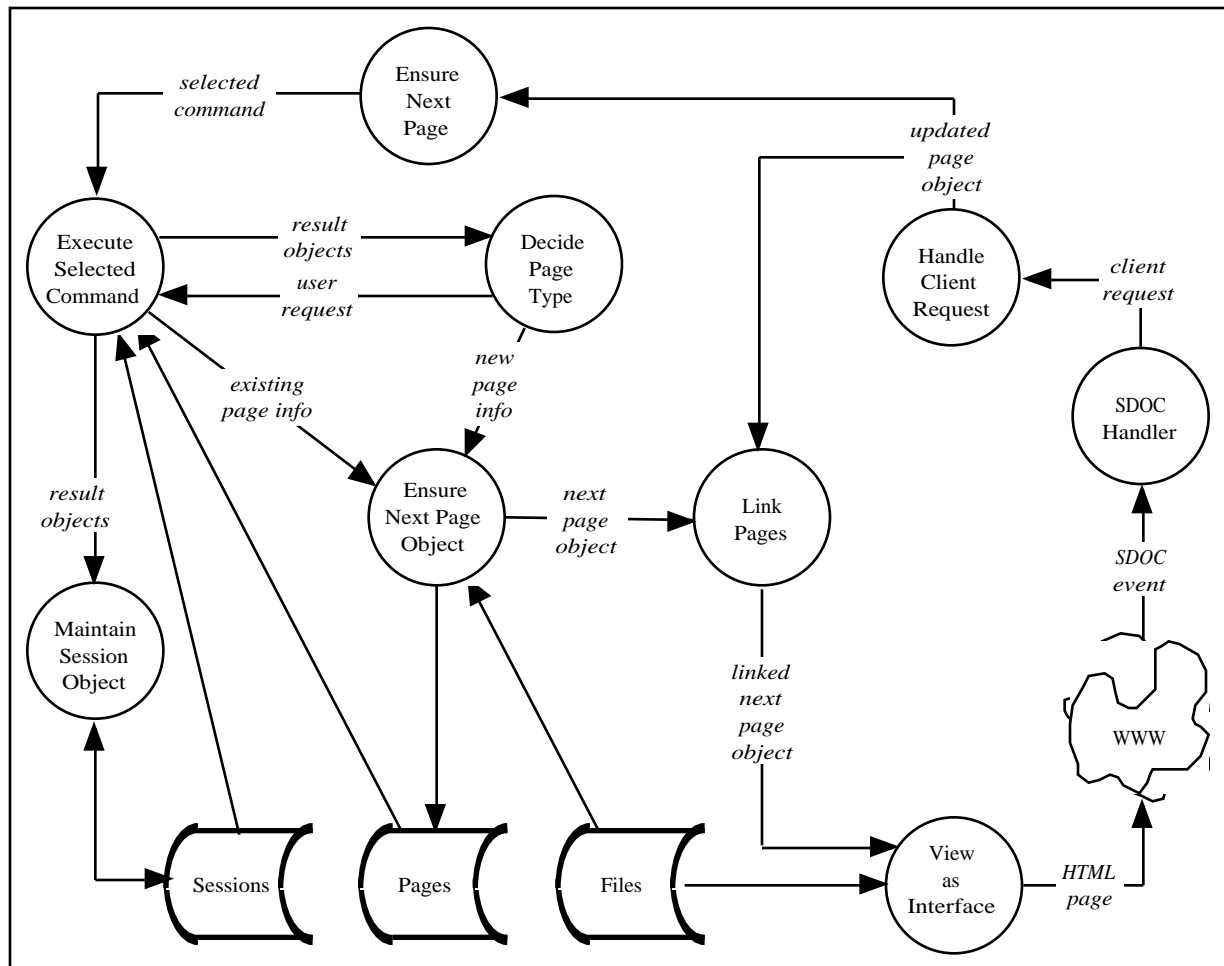 selected
command
Ensure
Next
Page
updated
page
object
Execute
Selected
Command
result
objects
user
request
Decide
Page
Type
Handle
Client
Request
client
request
existing
page info
new
page
info
SDOC
Handler
result
objects
Ensure
Next Page
Object
next
page
object
Link
Pages
SDOC
event
Maintain
Session
Object
linked
next
page
object
WWW
Sessions
Pages
Files
View
as
Interface
HTML
page